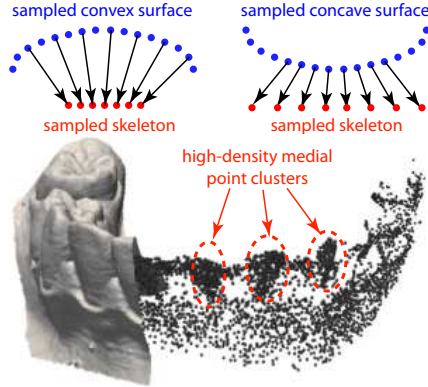 sampled convex surface
sampled concave surface
sampled skeleton
sampled skeleton
high-density medial
point clusters